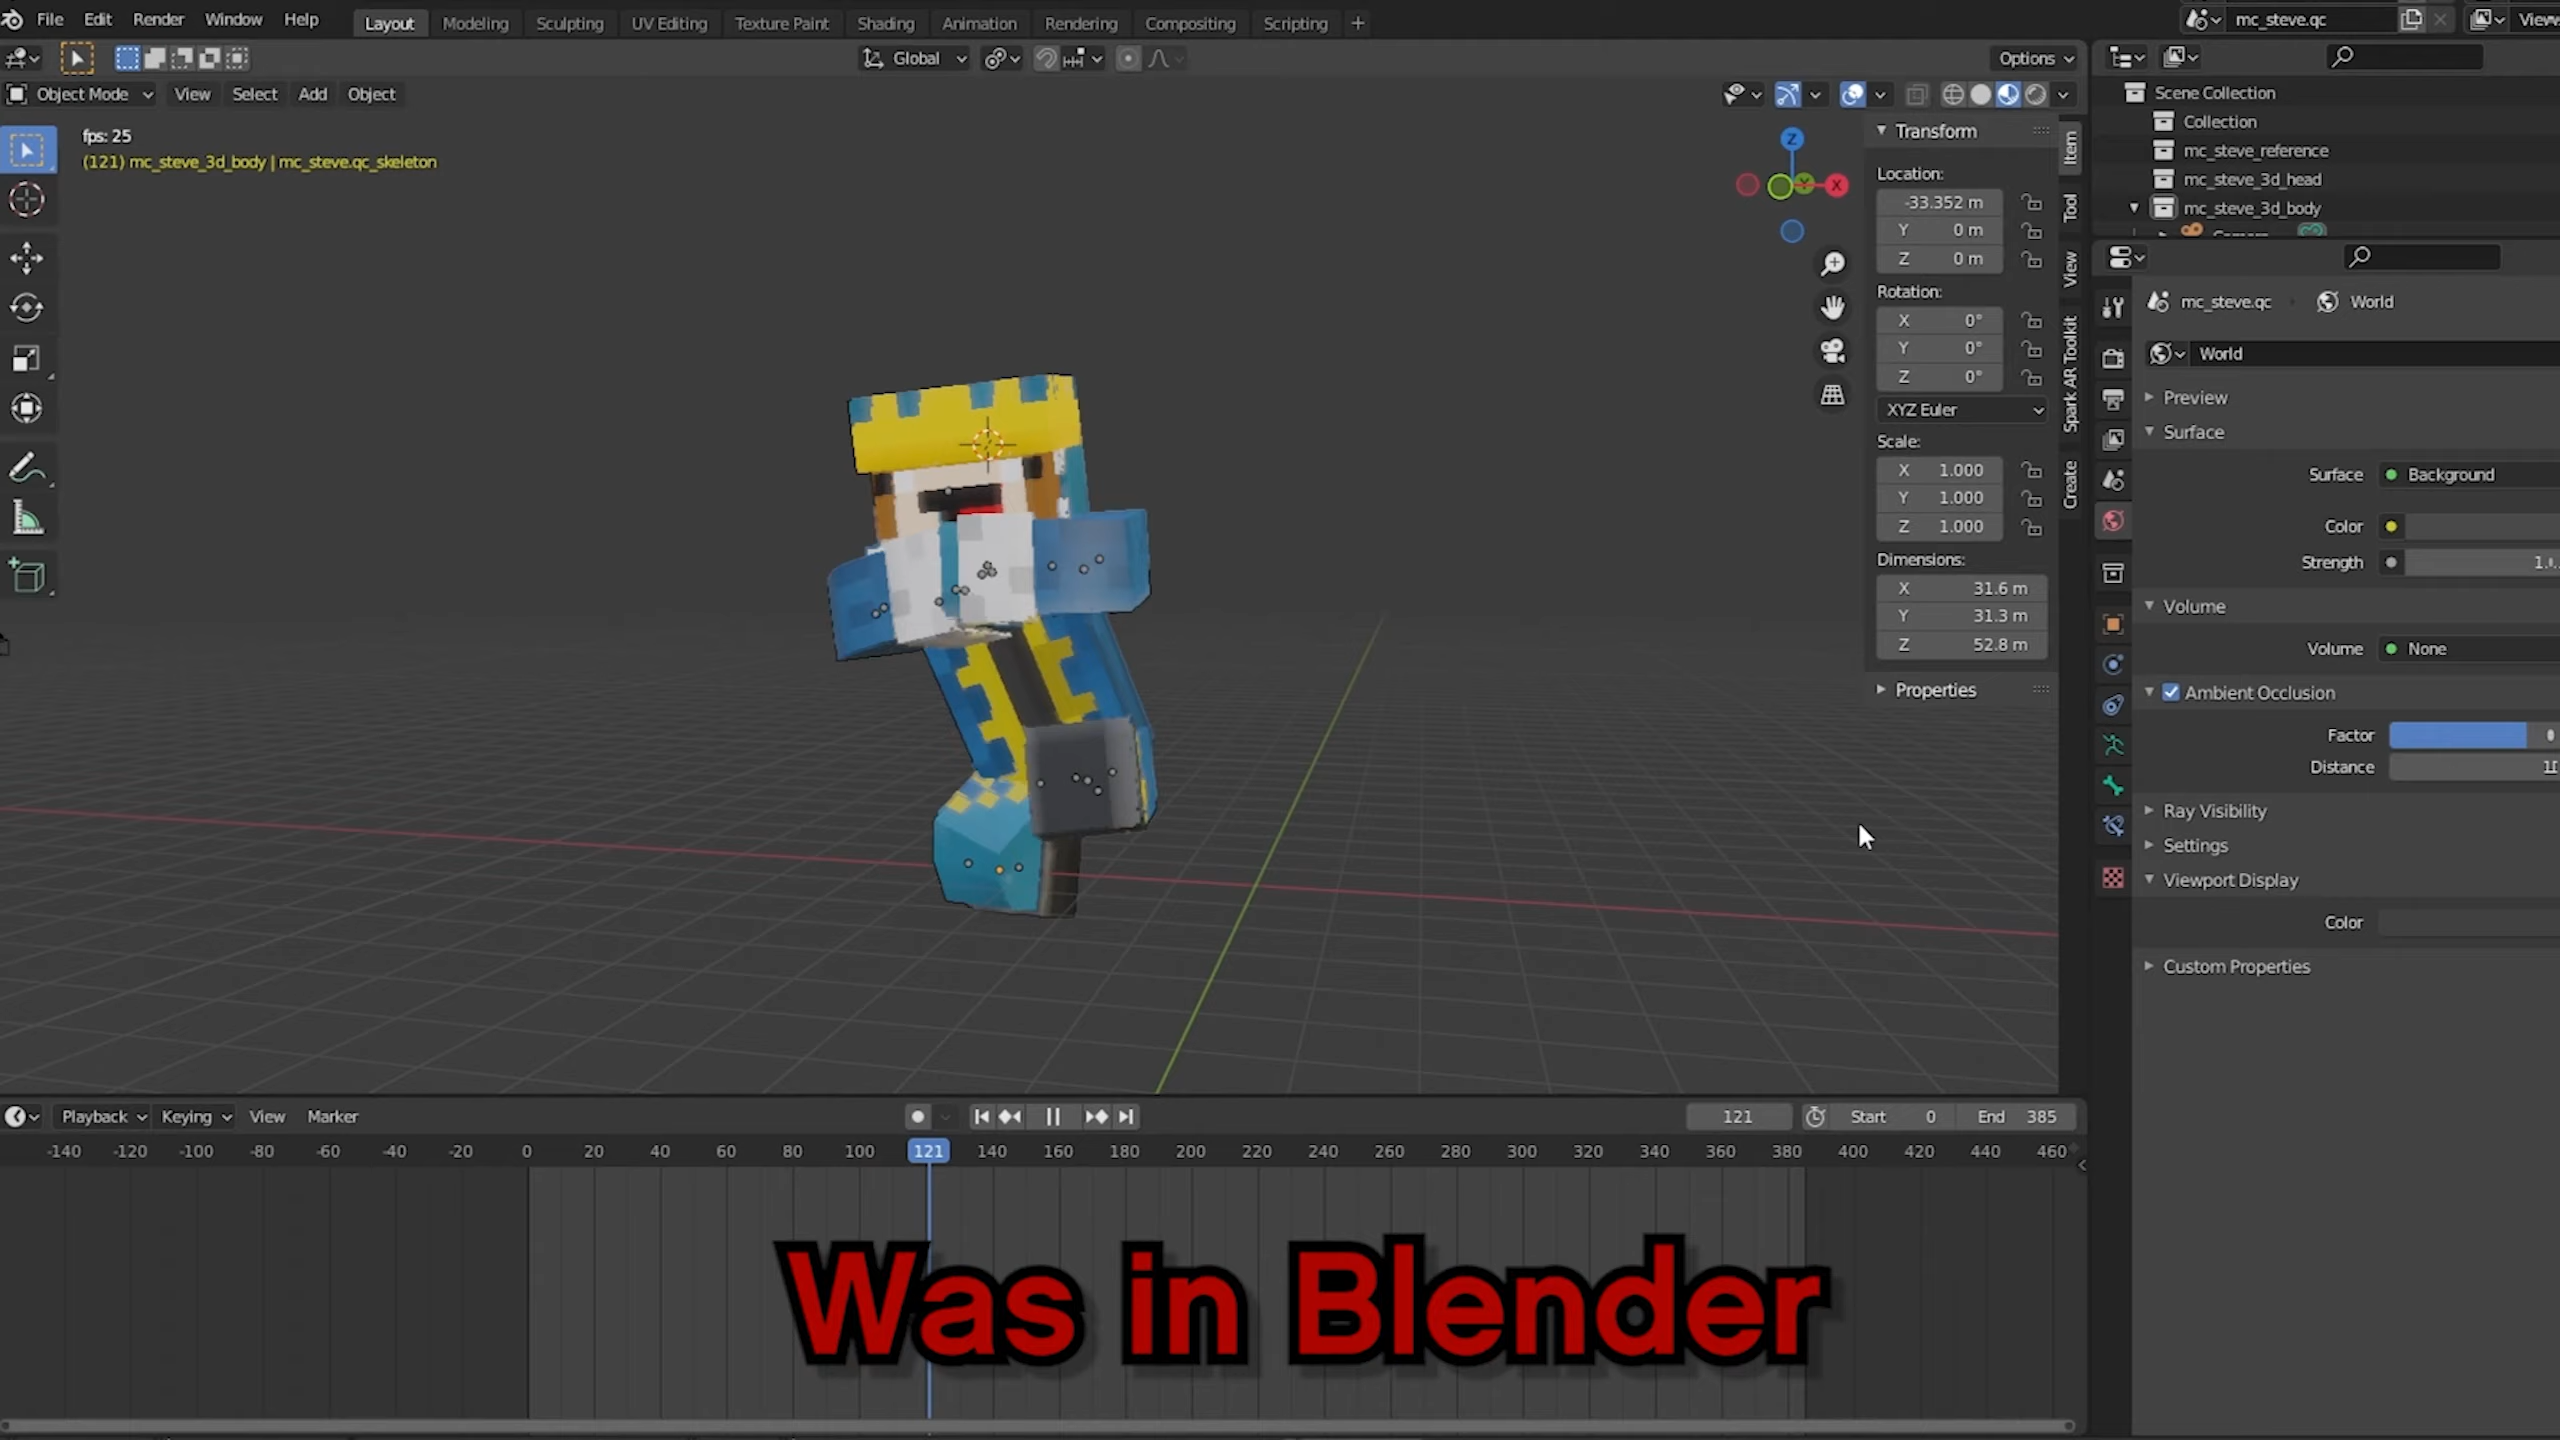 File Edit Render Window Help Layout Modeling Sculpting UV Editing Texture Paint Shading Animation Rendering Compositing Scripting + mc_steve.qc
Global Options
Object Mode View Select Add Object
fps: 25
(121) mc_steve_3d_body | mc_steve.qc_skeleton
Z
X
Transform
Location:
-33.352 m
Y 0 m
Z 0 m
Rotation:
X 0°
Y 0°
Z 0°
XYZ Euler
Scale:
X 1.000
Y 1.000
Z 1.000
Dimensions:
X 31.6 m
Y 31.3 m
Z 52.8 m
Properties
Item
Tool
View
Spark AR Toolkit
Create
Scene Collection
Collection
mc_steve_reference
mc_steve_3d_head
mc_steve_3d_body
mc_steve.qc World
World
Preview
Surface
Surface Background
Color
Strength
Volume
Volume None
Ambient Occlusion
Factor
Distance
Ray Visibility
Settings
Viewport Display
Color
Custom Properties
Playback Keying View Marker 121 Start 0 End 385
-140 -120 -100 -80 -60 -40 -20 0 20 40 60 80 100 121 140 160 180 200 220 240 260 280 300 320 340 360 380 400 420 440 460
Was in Blender